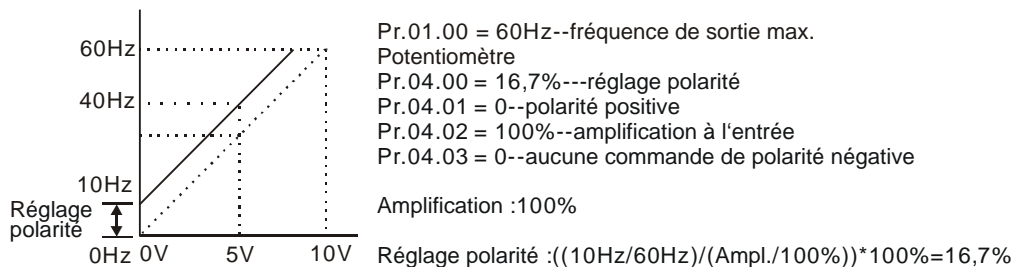 60Hz
40Hz
10Hz
Réglage
polarité
0Hz
0V
5V
10V
Pr.01.00 = 60Hz--fréquence de sortie max.
Potentiomètre
Pr.04.00 = 16,7%---réglage polarité
Pr.04.01 = 0--polarité positive
Pr.04.02 = 100%--amplification à l'entrée
Pr.04.03 = 0--aucune commande de polarité négative
Amplification :100%
Réglage polarité :((10Hz/60Hz)/(Ampl./100%))*100%=16,7%